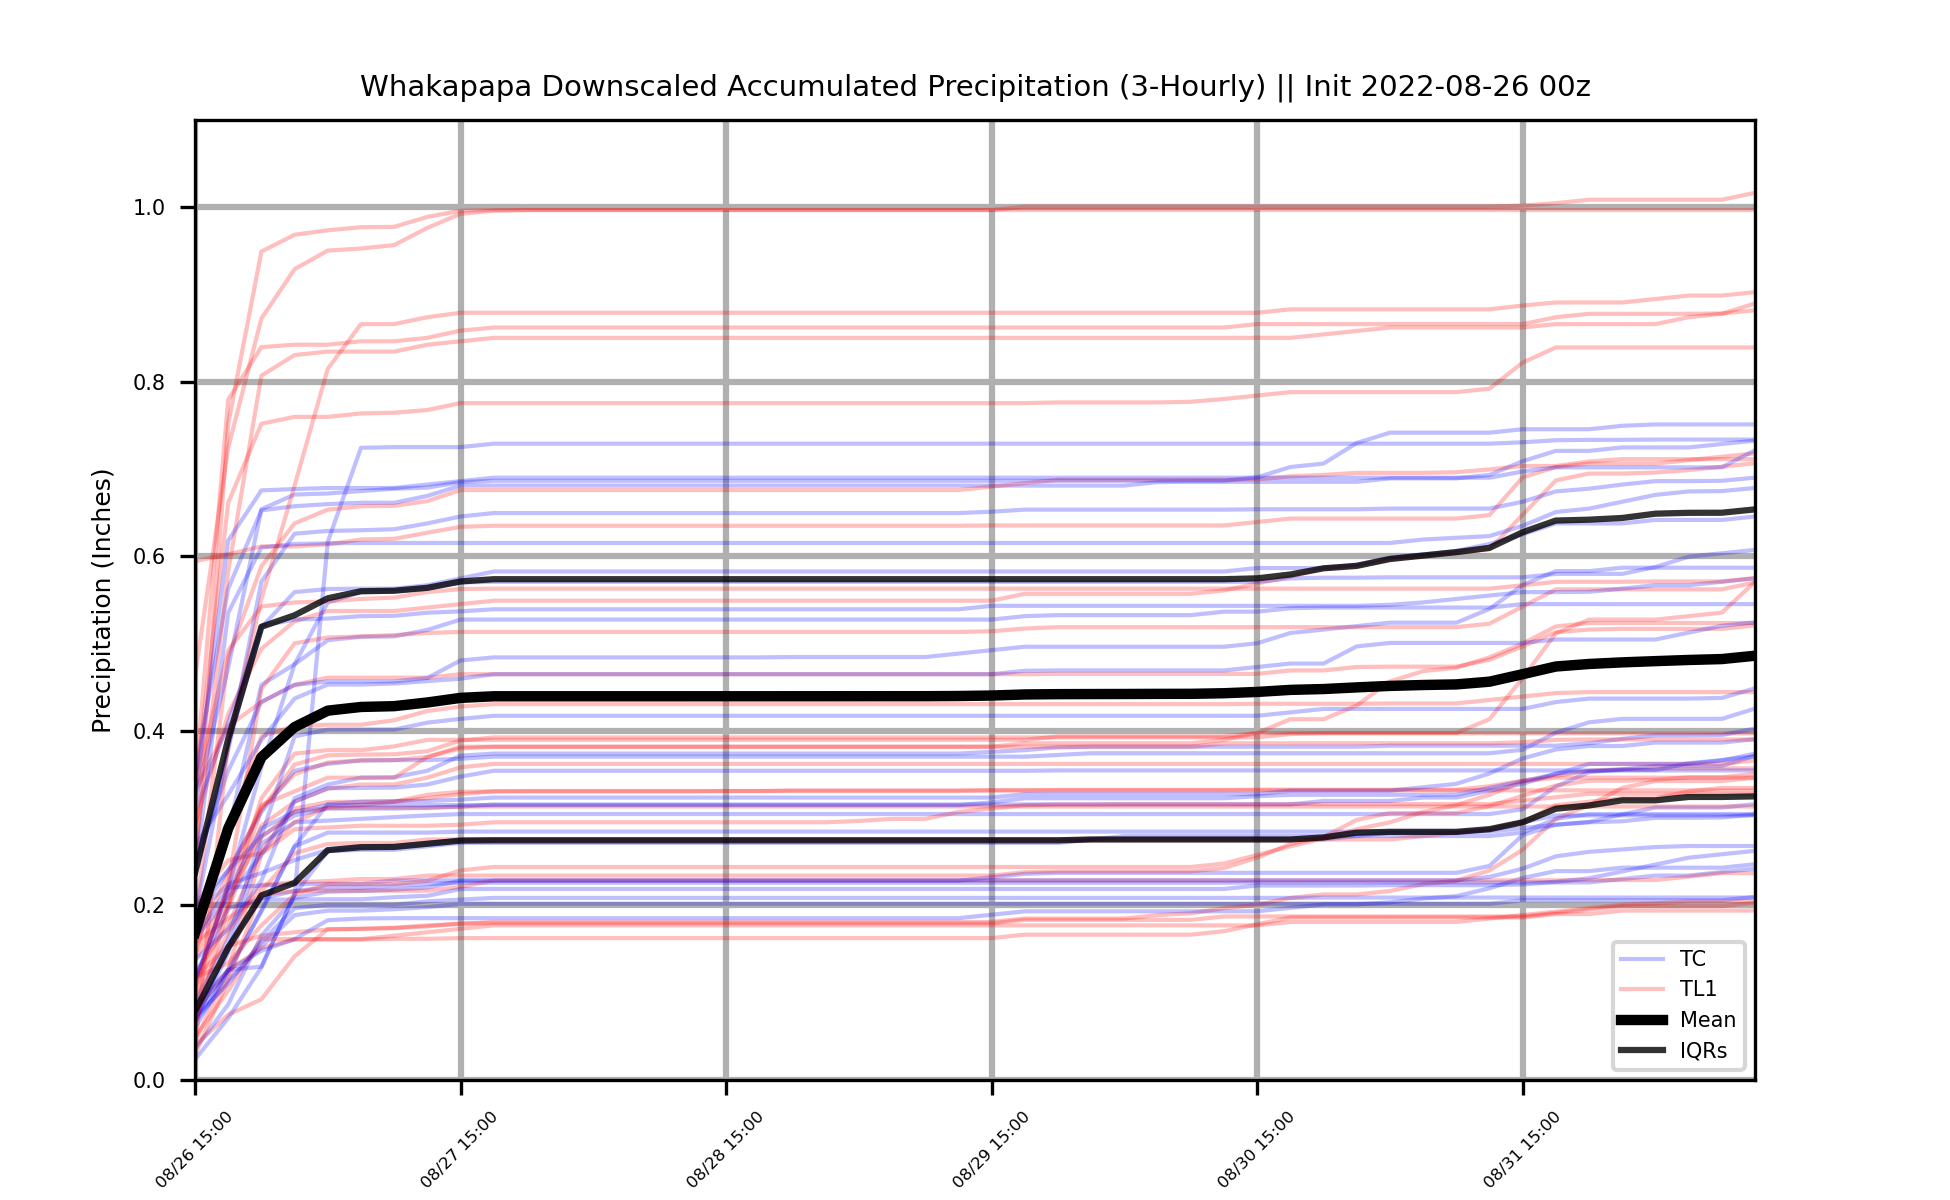 Whakapapa Downscaled Accumulated Precipitation (3-Hourly) || Init 2022-08-26 00z
Precipitation (Inches)
1.0
0.8
0.6
0.4
0.2
0.0
TC
TL1
Mean
IQRs
08/26 15:00
08/27 15:00
08/28 15:00
08/29 15:00
08/30 15:00
08/31 15:00